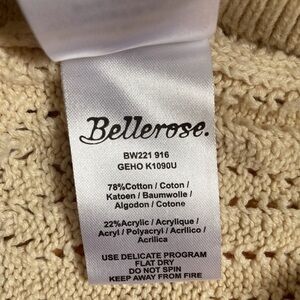 Bellerose.
BW221 916
GEHO K1090U
78%Cotton / Coton /
Katoen / Baumwolle /
Algodon / Cotone
22%Acrylic / Acrylique /
Acryl / Polyacryl / Acrilico /
Acrilica
USE DELICATE PROGRAM
FLAT DRY
DO NOT SPIN
KEEP AWAY FROM FIRE